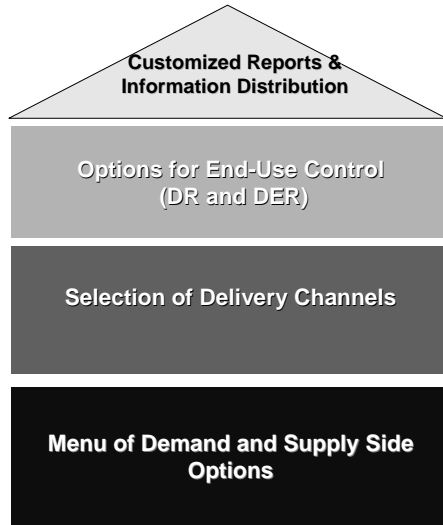 Customized Reports &
Information Distribution
Options for End-Use Control
(DR and DER)
Selection of Delivery Channels
Menu of Demand and Supply Side
Options